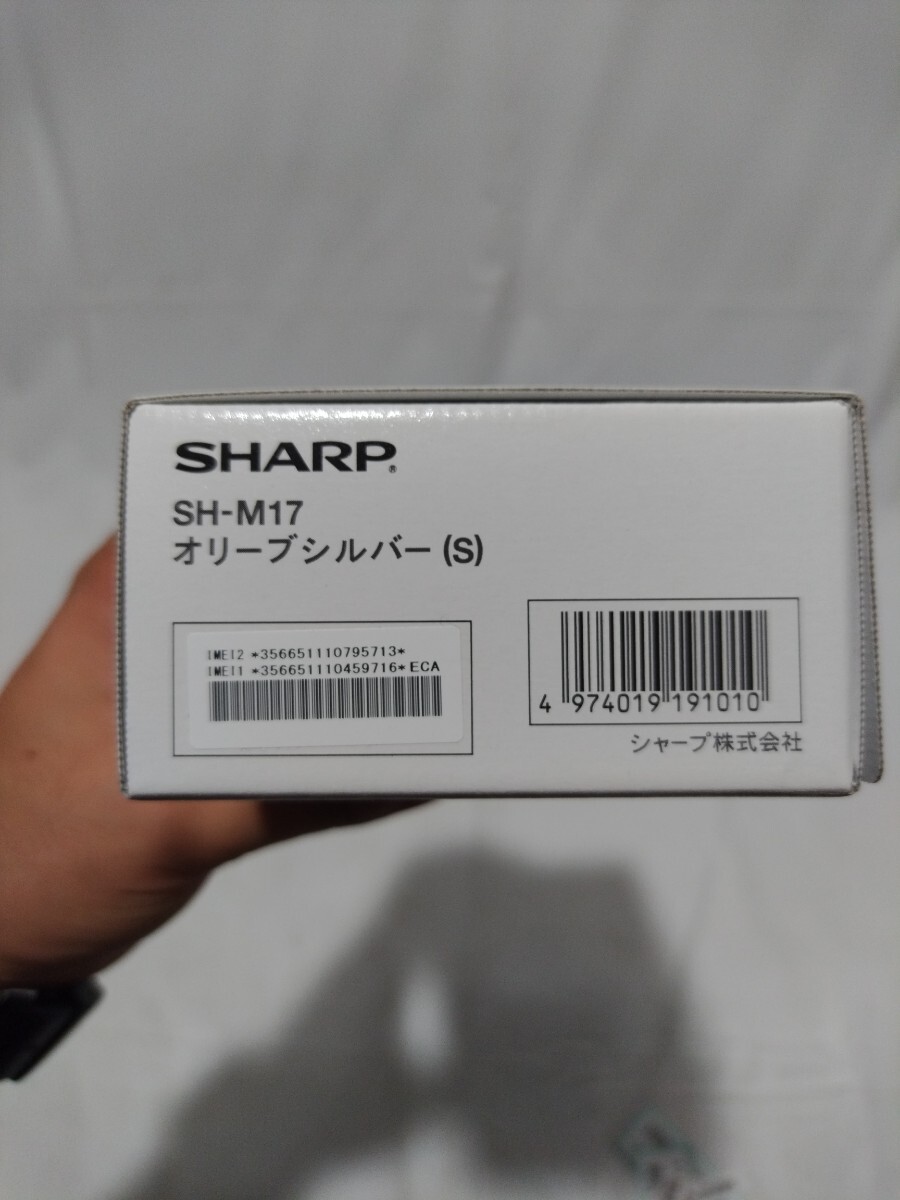 SHARP®
SH-M17
オリーブシルバー (S)
IMEI2 *356651110795713*
IMEI1 *356651110459716* ECA
4 974019 191010
シャープ株式会社